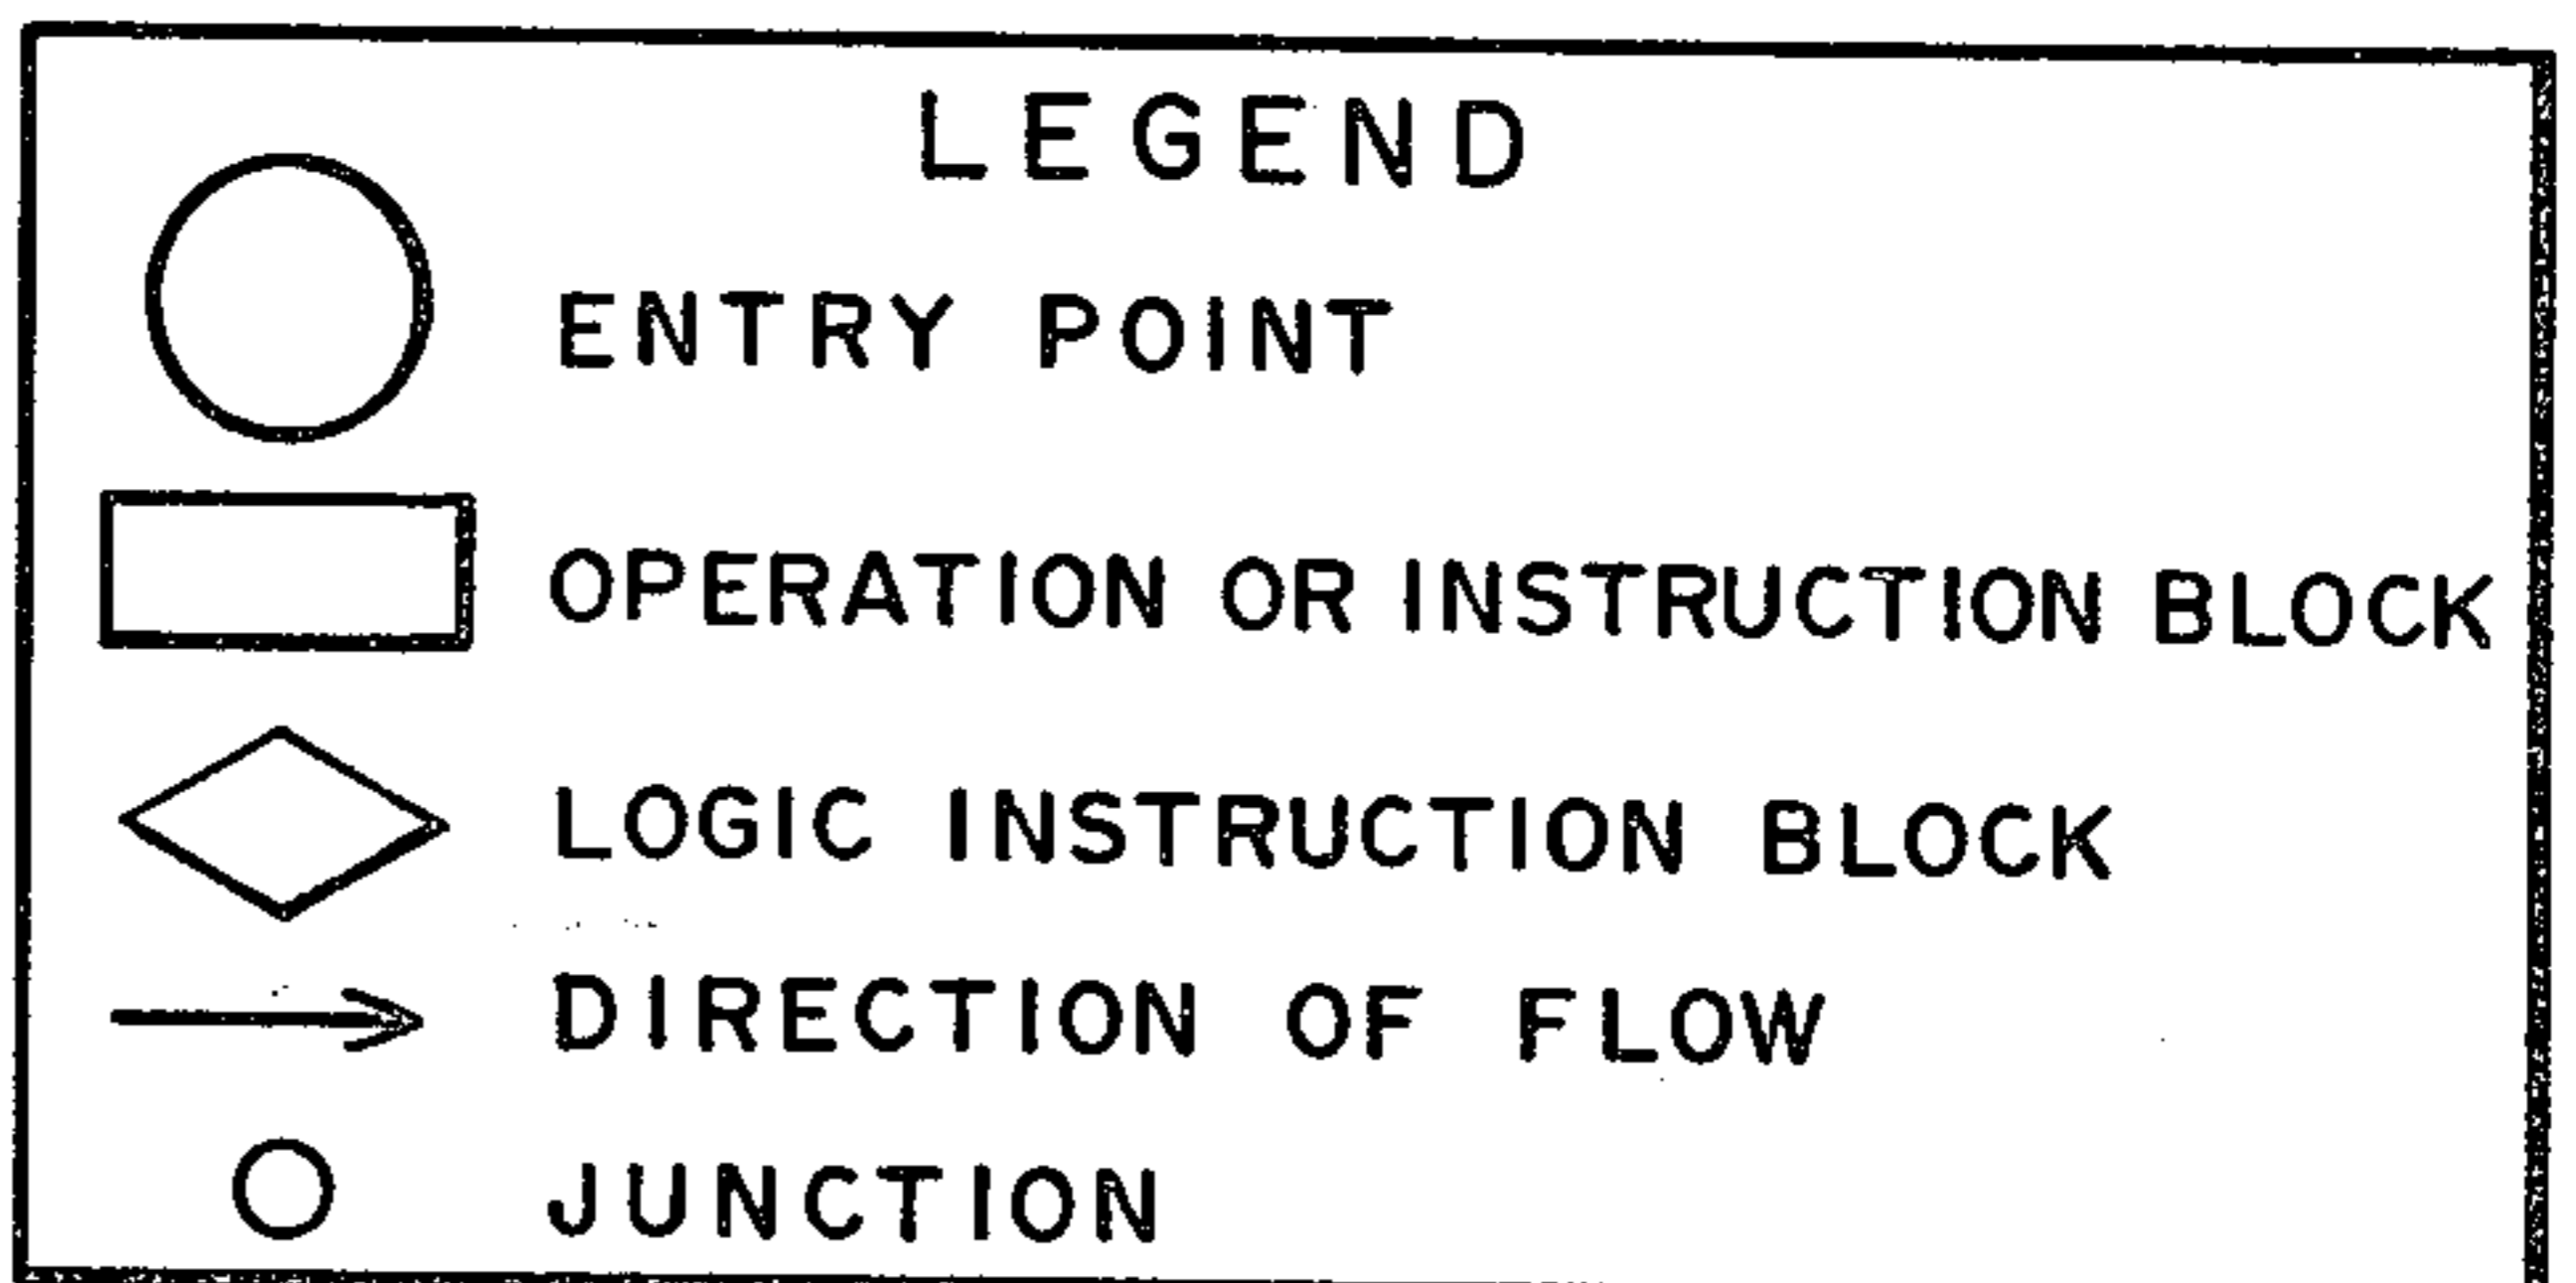 LEGEND
ENTRY POINT
OPERATION OR INSTRUCTION BLOCK
LOGIC INSTRUCTION BLOCK
DIRECTION OF FLOW
JUNCTION